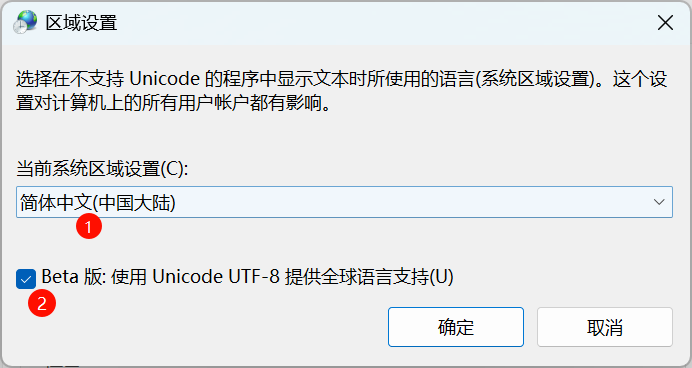 区域设置
选择在不支持 Unicode 的程序中显示文本时所使用的语言(系统区域设置)。这个设
置对计算机上的所有用户帐户都有影响。
当前系统区域设置(C):
简体中文(中国大陆)
1
Beta 版: 使用 Unicode UTF-8 提供全球语言支持(U)
2
确定
取消